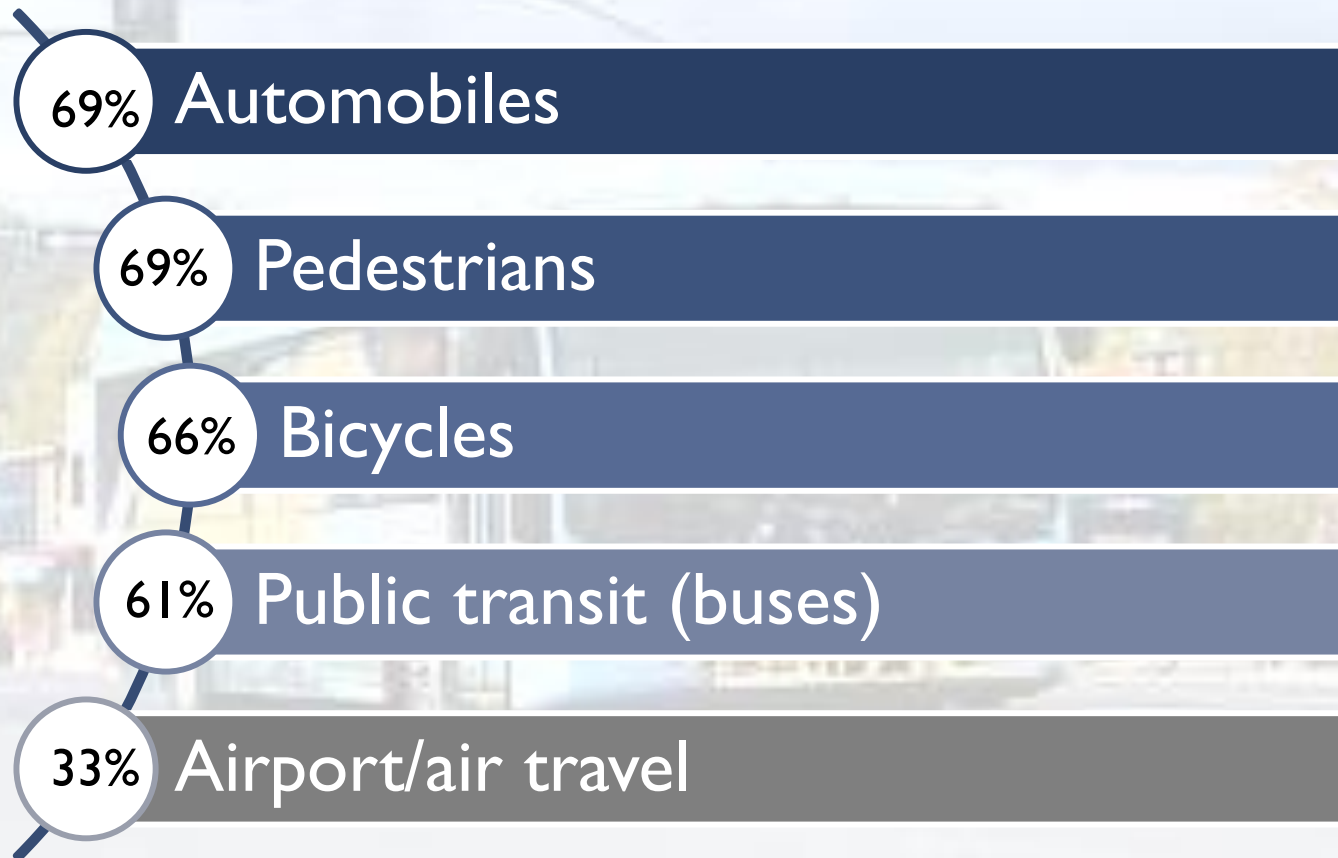 69% Automobiles
69% Pedestrians
66% Bicycles
61% Public transit (buses)
33% Airport/air travel